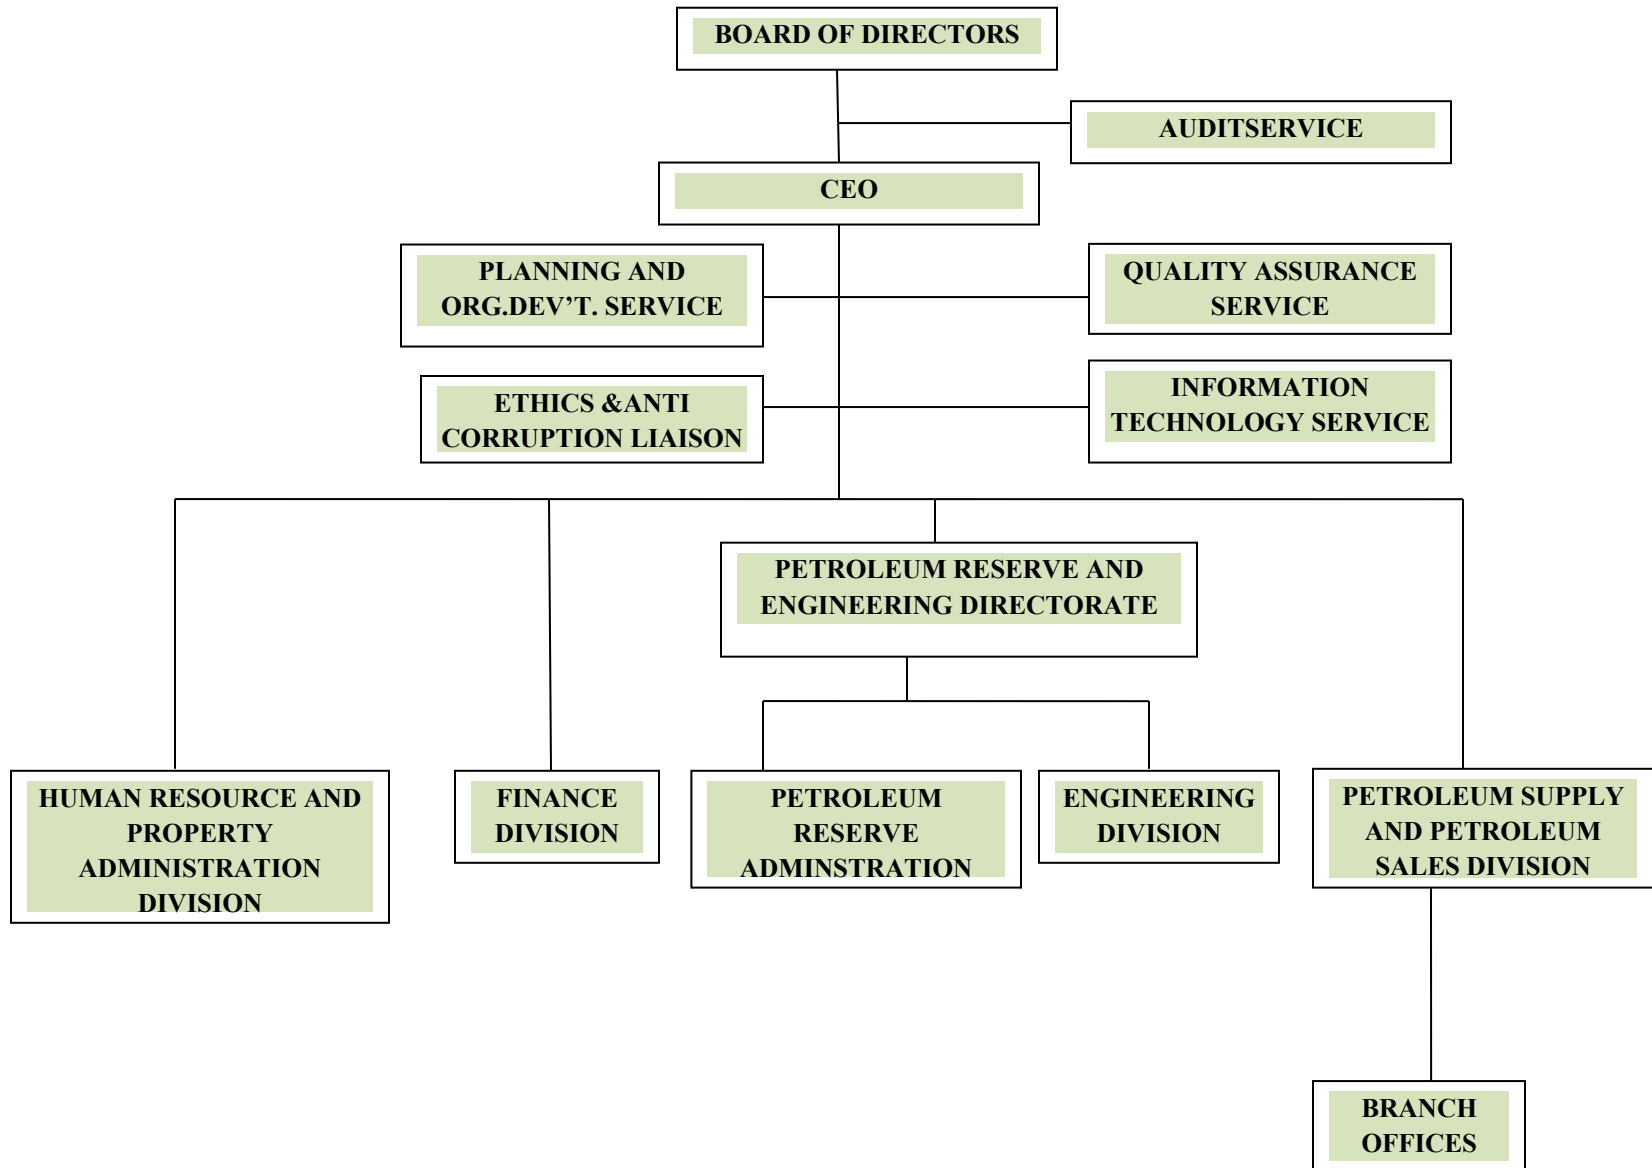 BOARD OF DIRECTORS
AUDITSERVICE
CEO
PLANNING AND
ORG.DEV’T. SERVICE
QUALITY ASSURANCE
SERVICE
ETHICS &ANTI
CORRUPTION LIAISON
INFORMATION
TECHNOLOGY SERVICE
PETROLEUM RESERVE AND
ENGINEERING DIRECTORATE
HUMAN RESOURCE AND
PROPERTY
ADMINISTRATION
DIVISION
FINANCE
DIVISION
PETROLEUM
RESERVE
ADMINSTRATION
ENGINEERING
DIVISION
PETROLEUM SUPPLY
AND PETROLEUM
SALES DIVISION
BRANCH
OFFICES